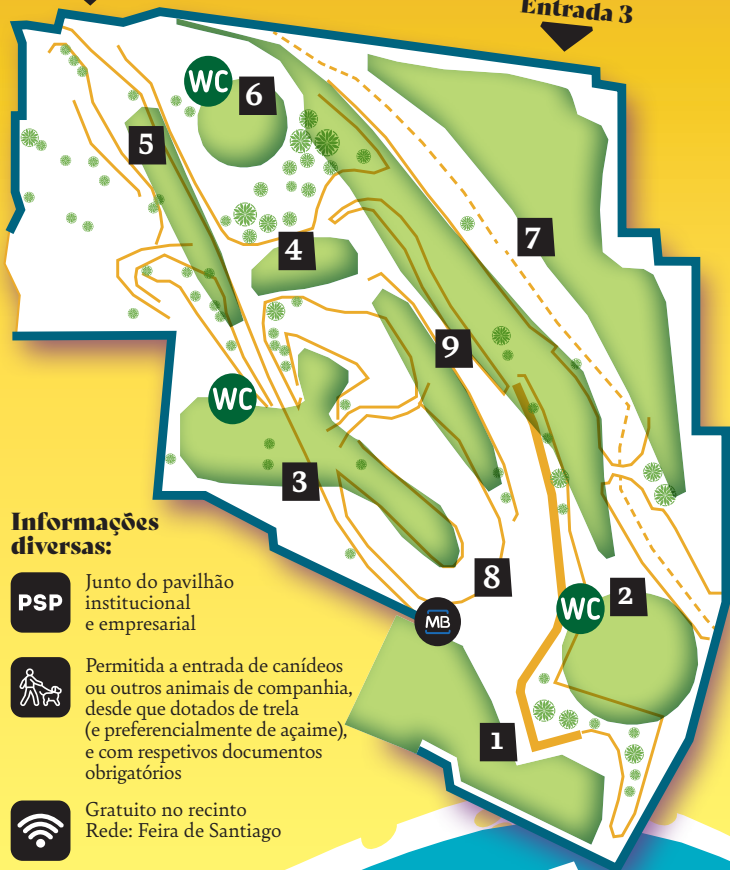 Entrada 3
WC
6
5
7
4
9
WC
3
8
2
WC
MB
1
Informações
diversas:
PSP
Junto do pavilhão
institucional
e empresarial
Permitida a entrada de canídeos
ou outros animais de companhia,
desde que dotados de trela
(e preferencialmente de açaime),
e com respetivos documentos
obrigatórios
Gratuito no recinto
Rede: Feira de Santiago